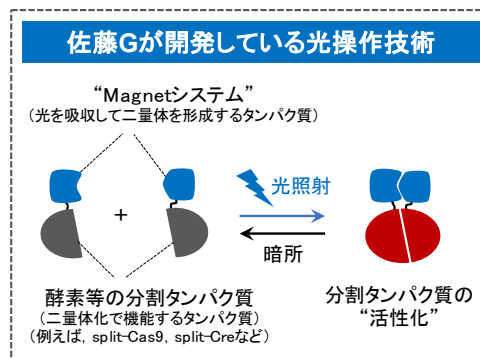 佐藤Gが開発している光操作技術
“Magnetシステム”
（光を吸収して二量体を形成するタンパク質）
+
光照射
暗所
酵素等の分割タンパク質
（二量体化で機能するタンパク質）
（例えば，split-Cas9，split-Creなど）
分割タンパク質の
“活性化”